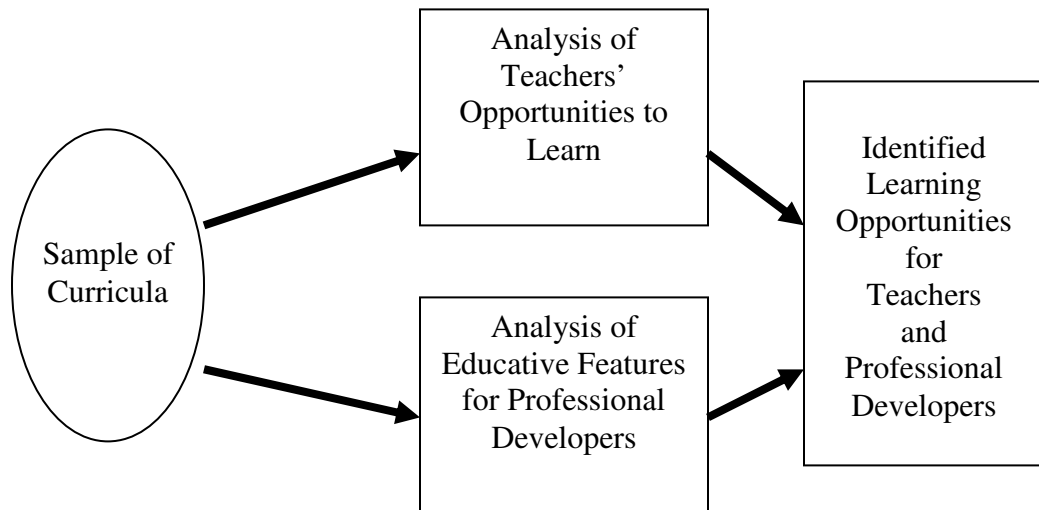 Sample of
Curricula
Analysis of
Teachers’
Opportunities to
Learn
Analysis of
Educative Features
for Professional
Developers
Identified
Learning
Opportunities
for
Teachers
and
Professional
Developers